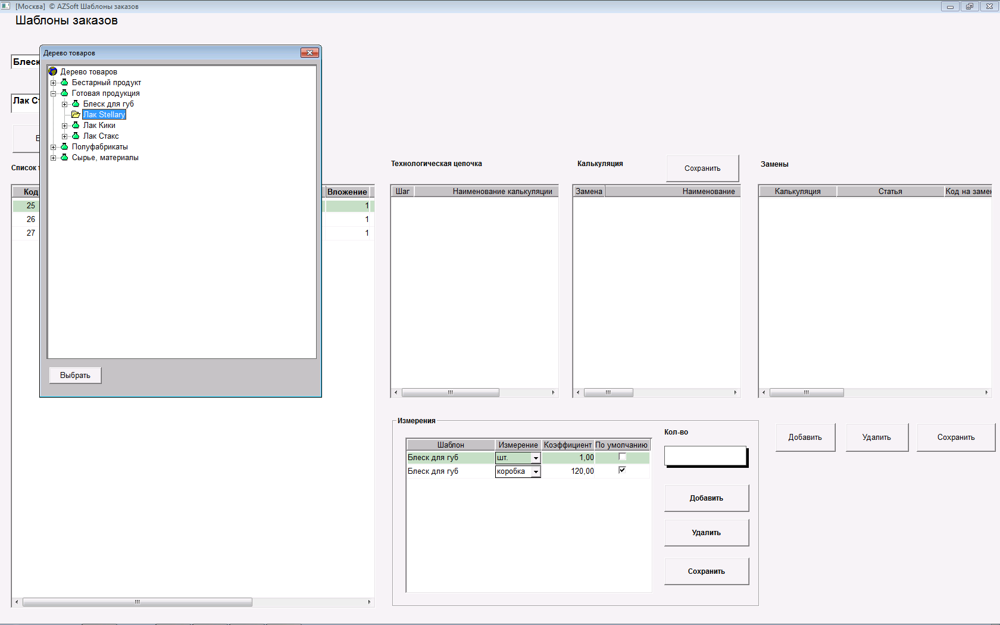 [Москва] © AZSoft Шаблоны заказов
Шаблоны заказов
Дерево товаров
Блеск
Дерево товаров
Бестарный продукт
Готовая продукция
Блеск для губ
Лак Stellary
Лак Кики
Лак Стакс
Полуфабрикаты
Сырье, материалы
Выбрать
Лак
Список
Код
Вложение
25
1
26
1
27
1
Технологическая цепочка
Шаг
Наименование калькуляции
Калькуляция
Сохранить
Замена
Наименование
Замены
Калькуляция
Статья
Код на замен
Измерения
Шаблон
Измерение
Коэффициент
По умолчанию
Блеск для губ
шт.
1,00
Блеск для губ
коробка
120,00
Кол-во
Добавить
Удалить
Сохранить
Добавить
Удалить
Сохранить